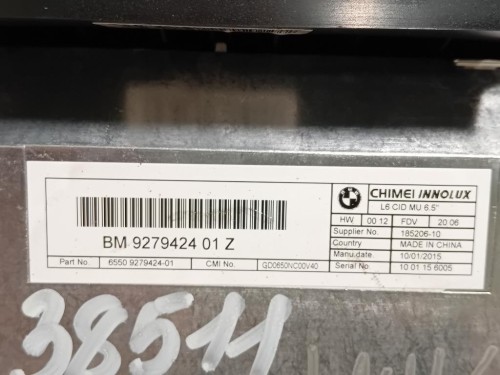 CHIMEI INNOLUX
L6 CID MU 6.5"
HW 00 12 FDV 20 06
Supplier No. 185206-10
Country MADE IN CHINA
Manu.date 10/01/2015
Serial No. 10 01 15 6005
BM 9279424 01 Z
Part No. 6550 9279424-01 CMI No. GD0650NC00V40
38511